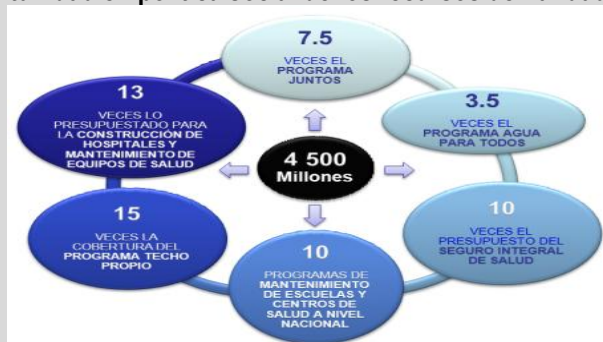 7.5
VECES EL
PROGRAMA
JUNTOS
3.5
VECES EL
PROGRAMA AGUA
PARA TODOS
10
VECES EL
PRESUPUESTO DEL
SEGURO INTEGRAL
DE SALUD
10
PROGRAMAS DE
MANTENIMIENTO
DE ESCUELAS Y
CENTROS DE
SALUD A NIVEL
NACIONAL
15
VECES LA
COBERTURA DEL
PROGRAMA TECHO
PROPIO
13
VECES LO
PRESUPUESTADO PARA
LA CONSTRUCCIÓN DE
HOSPITALES Y
MANTENIMIENTO DE
EQUIPOS DE SALUD
4 500
Millones